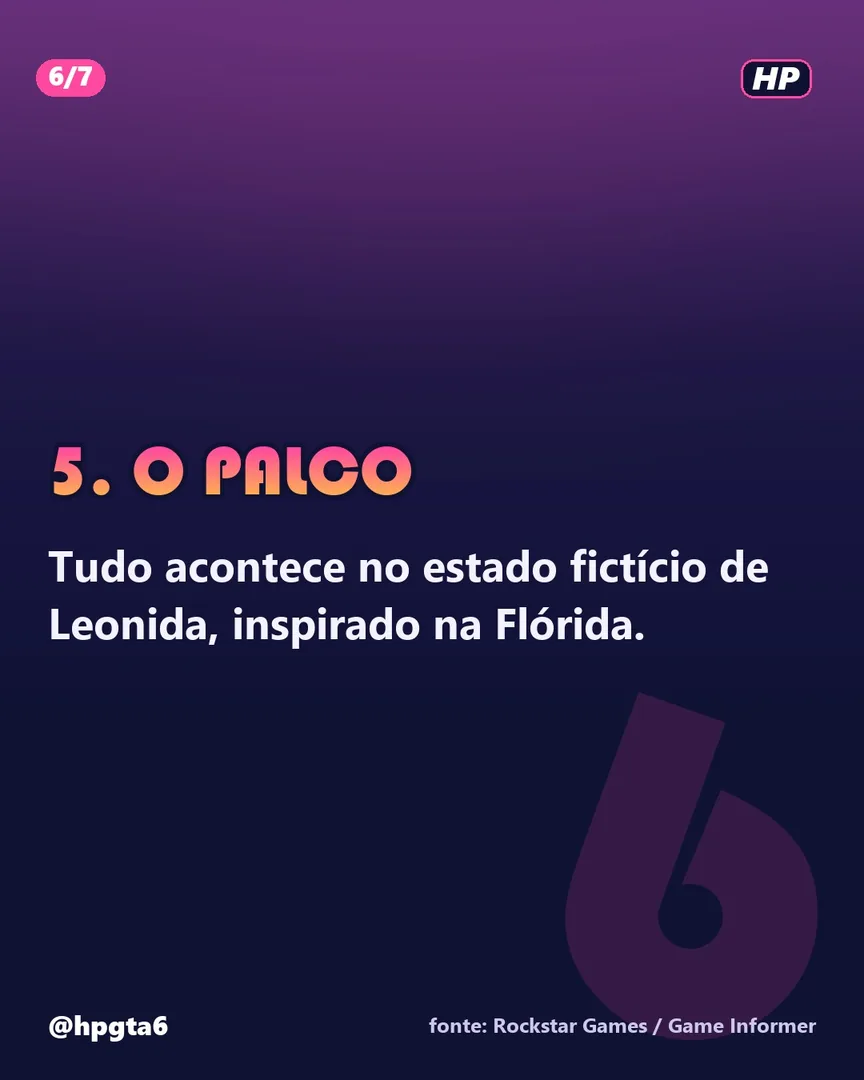 6/7
HP
5. O PALCO
Tudo acontece no estado fictício de
Leonida, inspirado na Flórida.
6
@hpgta6
fonte: Rockstar Games / Game Informer